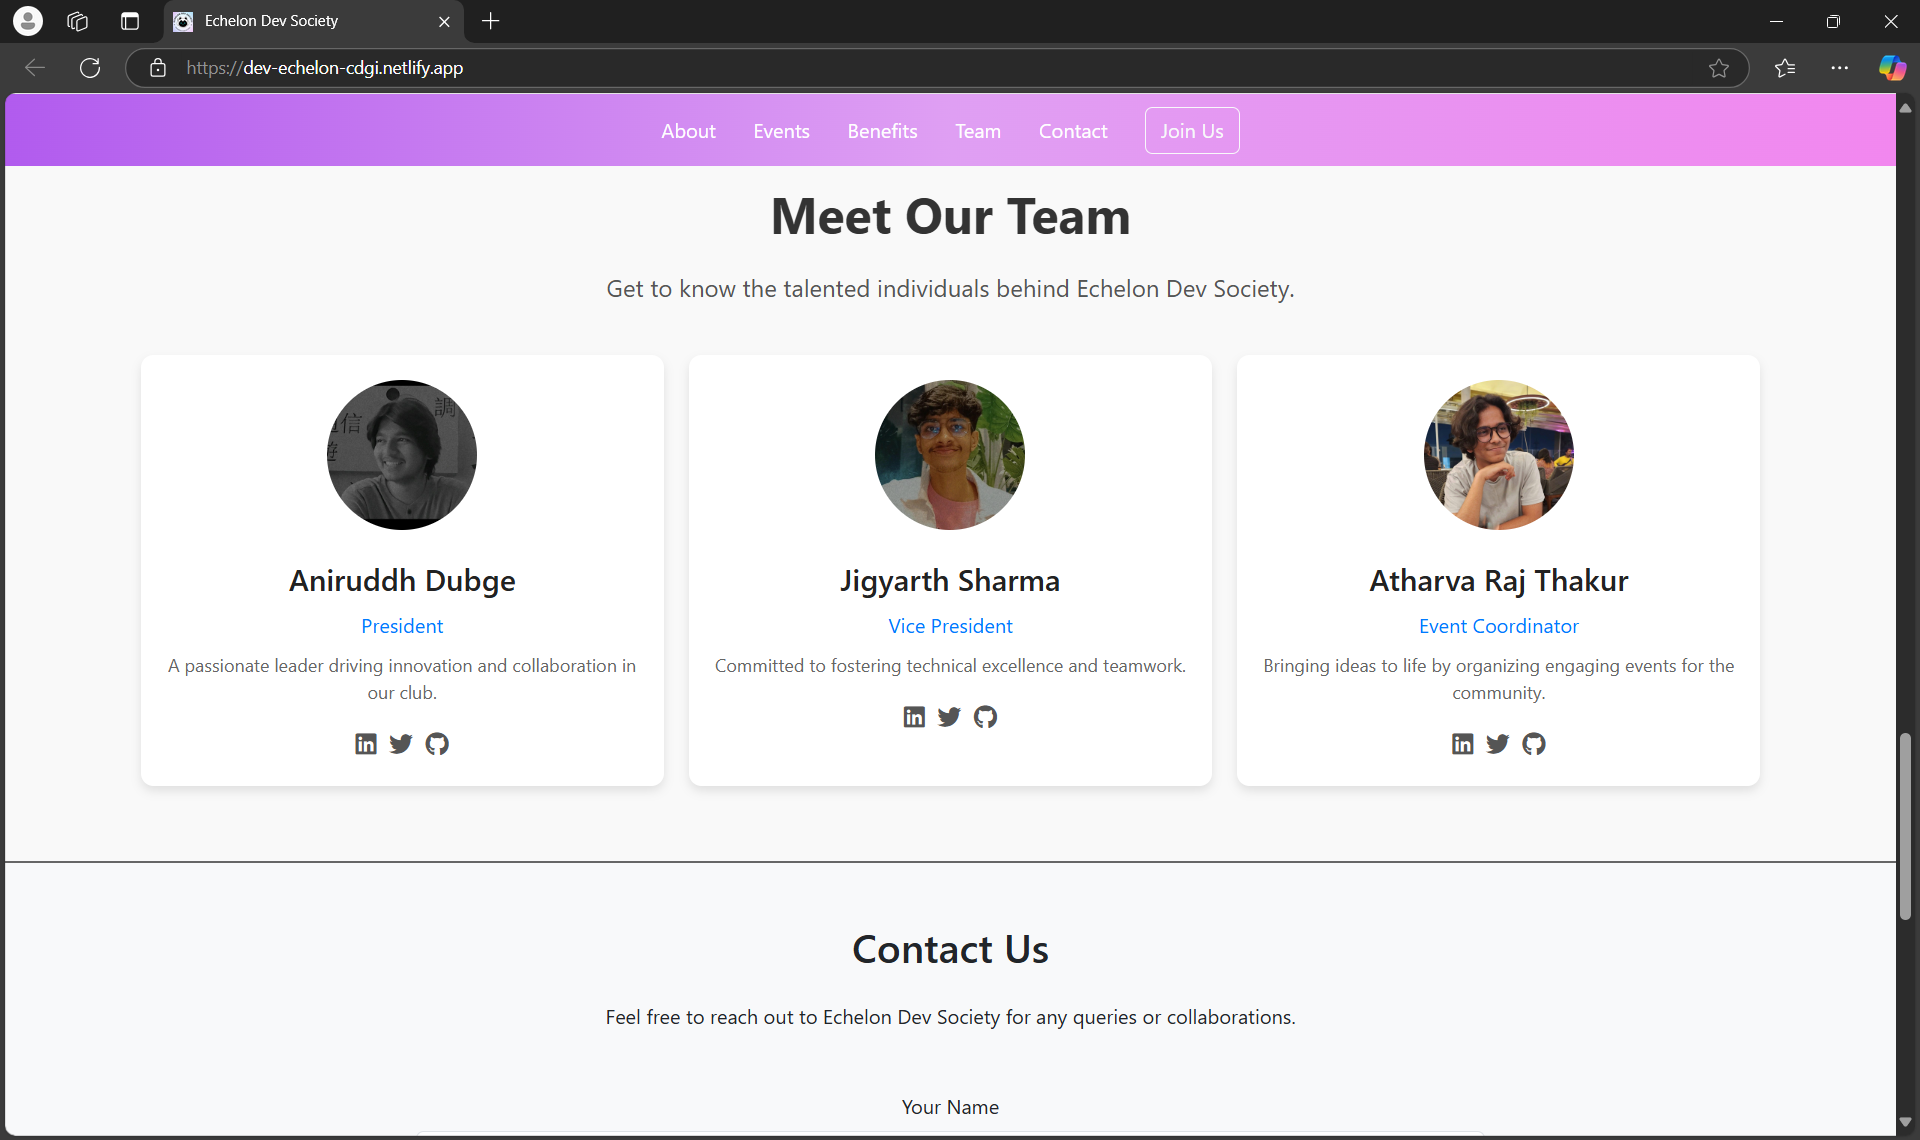 Echelon Dev Society
https://dev-echelon-cdgi.netlify.app
About Events Benefits Team Contact Join Us
Meet Our Team
Get to know the talented individuals behind Echelon Dev Society.
信 調
Aniruddh Dubge
President
A passionate leader driving innovation and collaboration in
our club.
Jigyarth Sharma
Vice President
Committed to fostering technical excellence and teamwork.
Atharva Raj Thakur
Event Coordinator
Bringing ideas to life by organizing engaging events for the
community.
Contact Us
Feel free to reach out to Echelon Dev Society for any queries or collaborations.
Your Name